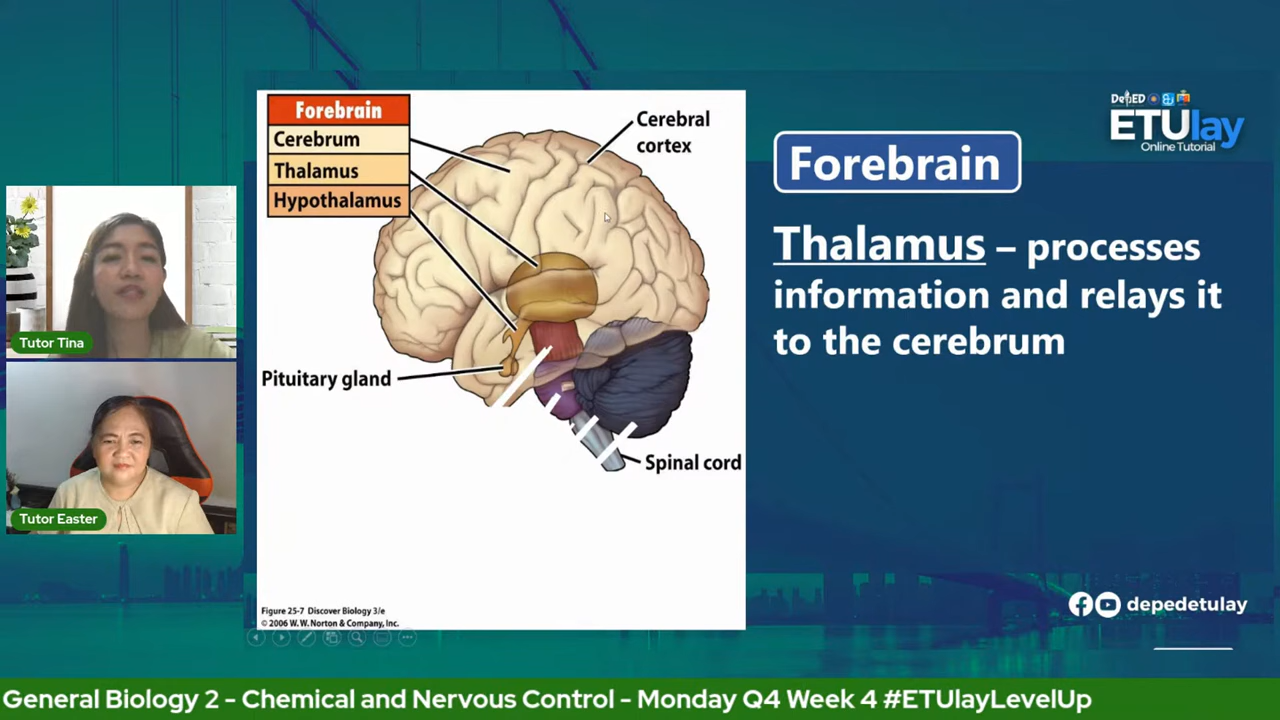 Forebrain
Cerebrum
Thalamus
Hypothalamus
Cerebral
cortex
Pituitary gland
Spinal cord
Figure 25-7 Discover Biology 3/e
© 2006 W. W. Norton & Company, Inc.
Forebrain
Thalamus – processes
information and relays it
to the cerebrum
DepED
ETUlay
Online Tutorial
Tutor Tina
Tutor Easter
depedetulay
General Biology 2 - Chemical and Nervous Control - Monday Q4 Week 4 #ETUlayLevelUp